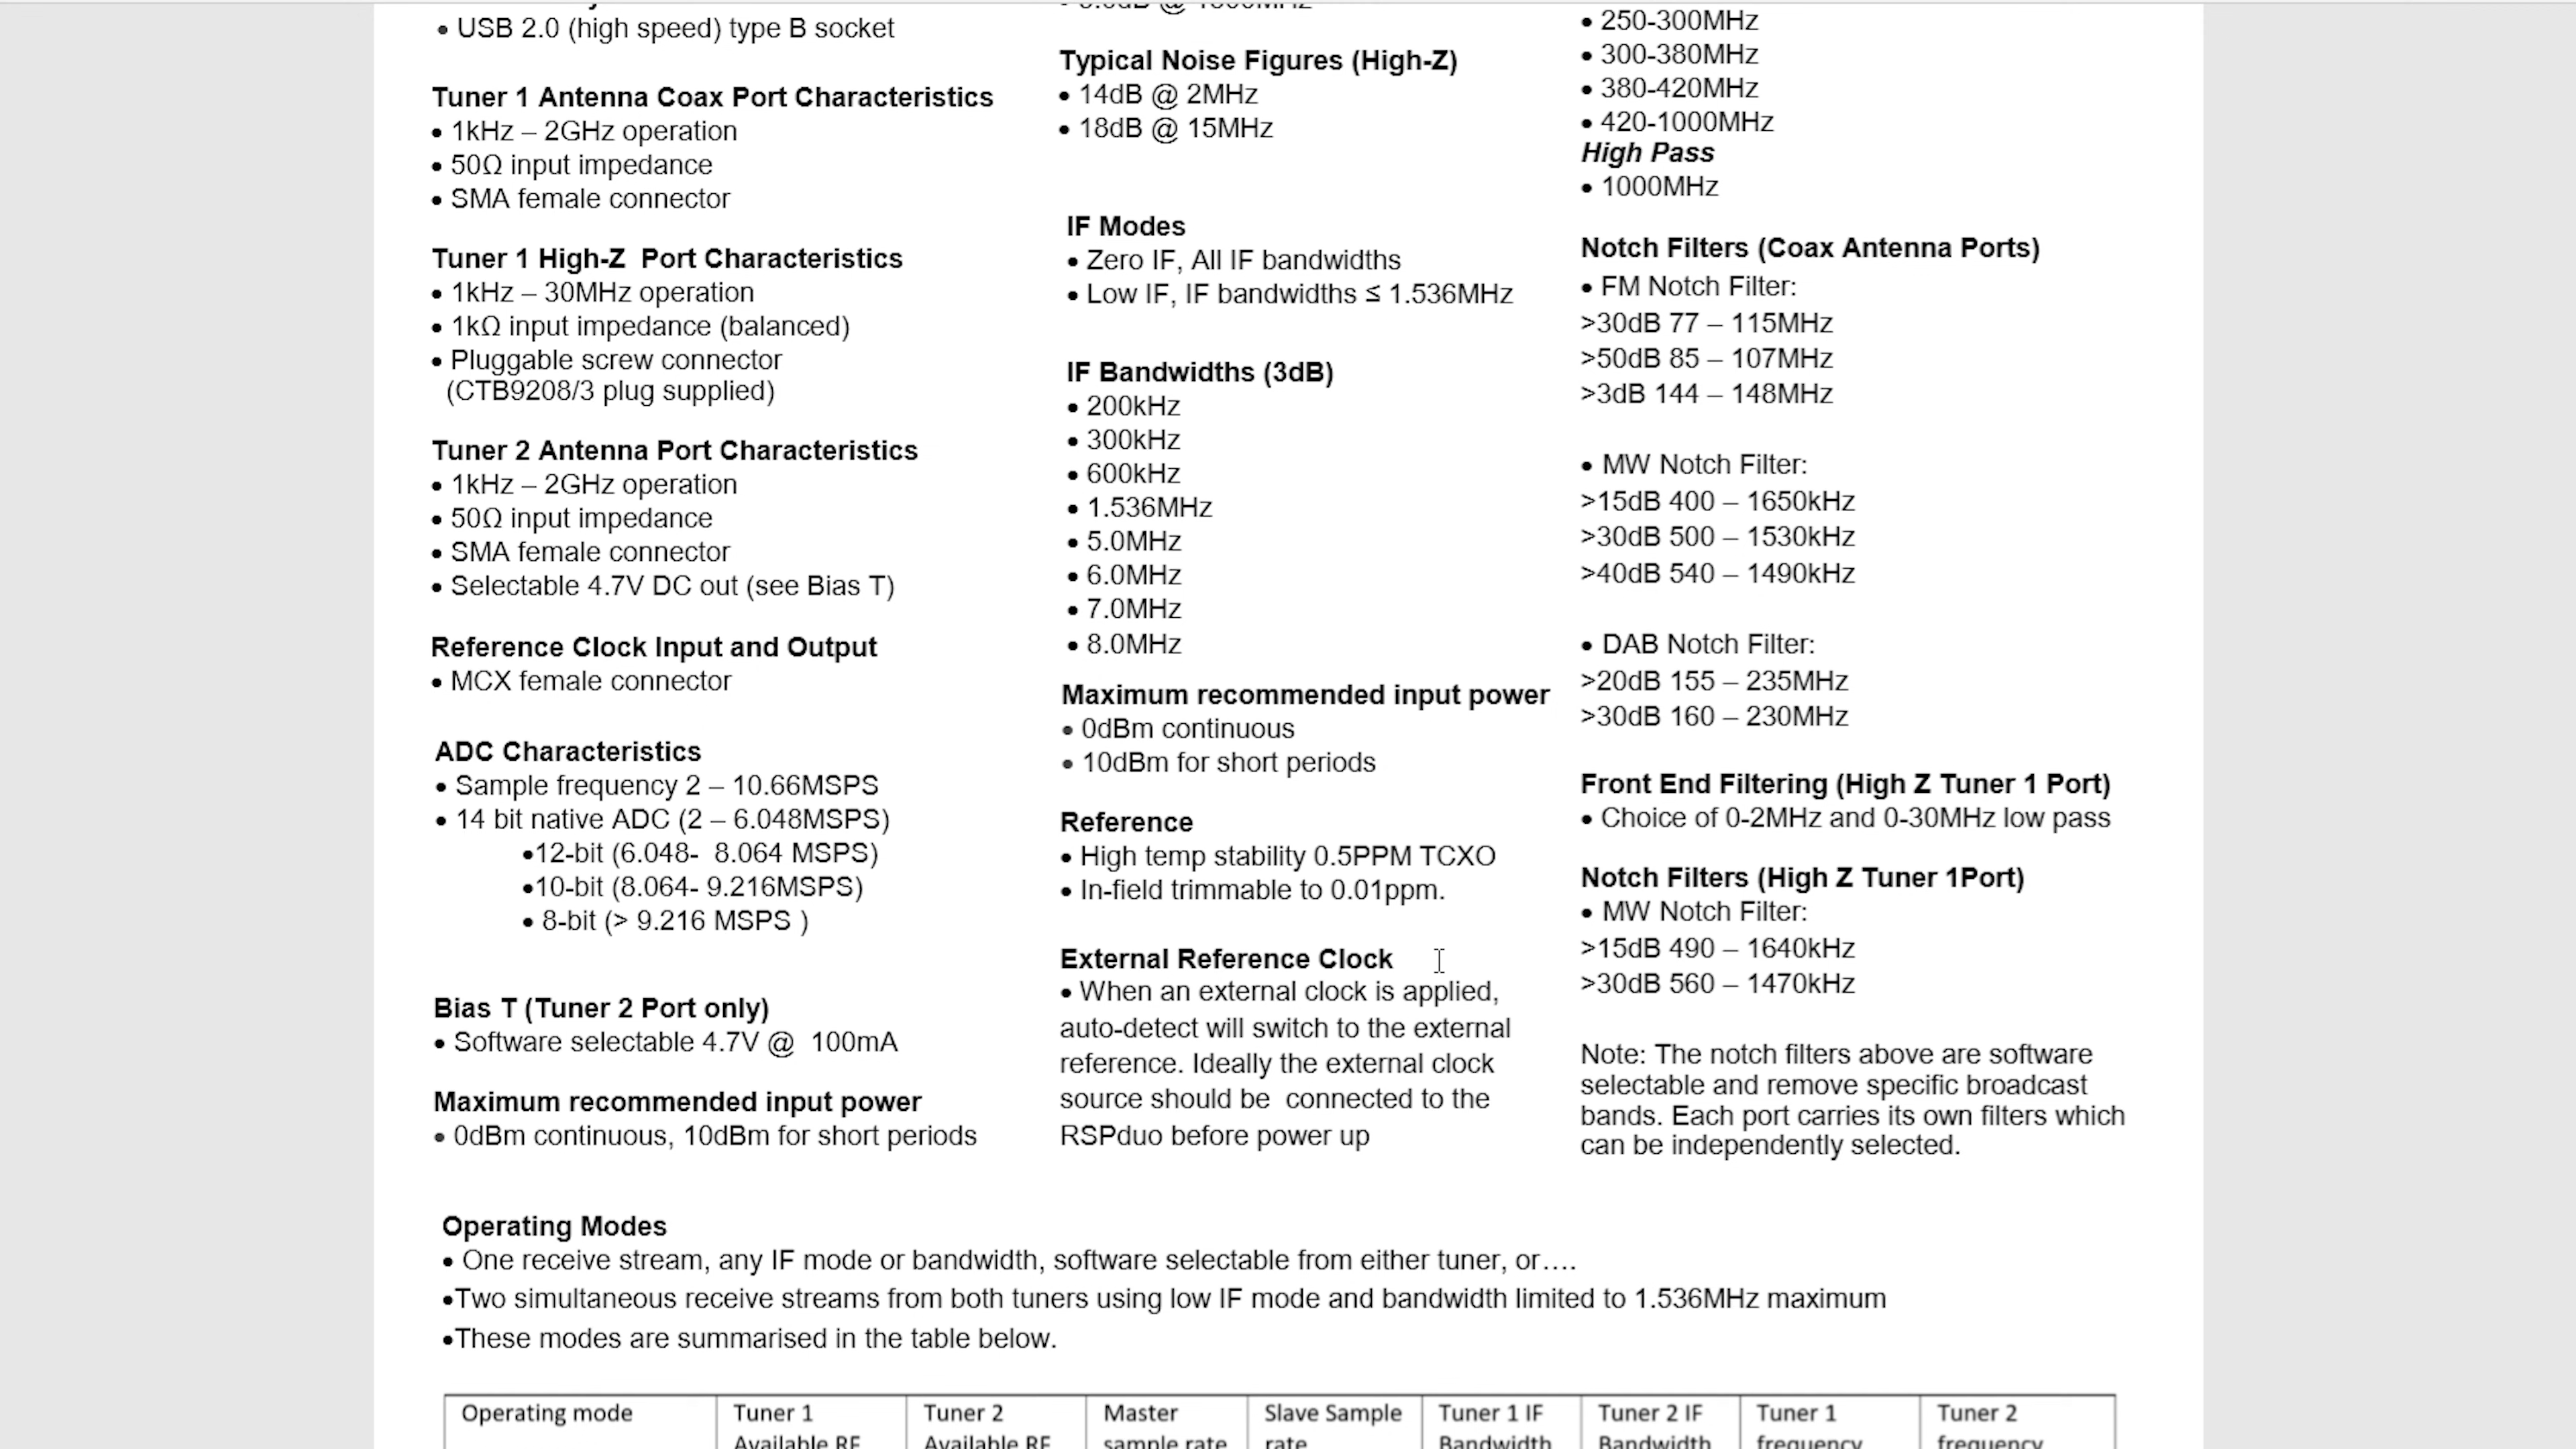 • USB 2.0 (high speed) type B socket
Tuner 1 Antenna Coax Port Characteristics
• 1kHz – 2GHz operation
• 50Ω input impedance
• SMA female connector
Tuner 1 High-Z  Port Characteristics
• 1kHz – 30MHz operation
• 1kΩ input impedance (balanced)
• Pluggable screw connector
(CTB9208/3 plug supplied)
Tuner 2 Antenna Port Characteristics
• 1kHz – 2GHz operation
• 50Ω input impedance
• SMA female connector
• Selectable 4.7V DC out (see Bias T)
Reference Clock Input and Output
• MCX female connector
ADC Characteristics
• Sample frequency 2 – 10.66MSPS
• 14 bit native ADC (2 – 6.048MSPS)
•12-bit (6.048-  8.064 MSPS)
•10-bit (8.064- 9.216MSPS)
• 8-bit (> 9.216 MSPS )
Bias T (Tuner 2 Port only)
• Software selectable 4.7V @  100mA
Maximum recommended input power
• 0dBm continuous, 10dBm for short periods
Typical Noise Figures (High-Z)
• 14dB @ 2MHz
• 18dB @ 15MHz
IF Modes
• Zero IF, All IF bandwidths
• Low IF, IF bandwidths ≤ 1.536MHz
IF Bandwidths (3dB)
• 200kHz
• 300kHz
• 600kHz
• 1.536MHz
• 5.0MHz
• 6.0MHz
• 7.0MHz
• 8.0MHz
Maximum recommended input power
• 0dBm continuous
• 10dBm for short periods
Reference
• High temp stability 0.5PPM TCXO
• In-field trimmable to 0.01ppm.
External Reference Clock
• When an external clock is applied,
auto-detect will switch to the external
reference. Ideally the external clock
source should be  connected to the
RSPduo before power up
• 250-300MHz
• 300-380MHz
• 380-420MHz
• 420-1000MHz
High Pass
• 1000MHz
Notch Filters (Coax Antenna Ports)
• FM Notch Filter:
>30dB 77 – 115MHz
>50dB 85 – 107MHz
>3dB 144 – 148MHz
• MW Notch Filter:
>15dB 400 – 1650kHz
>30dB 500 – 1530kHz
>40dB 540 – 1490kHz
• DAB Notch Filter:
>20dB 155 – 235MHz
>30dB 160 – 230MHz
Front End Filtering (High Z Tuner 1 Port)
• Choice of 0-2MHz and 0-30MHz low pass
Notch Filters (High Z Tuner 1Port)
• MW Notch Filter:
>15dB 490 – 1640kHz
>30dB 560 – 1470kHz
Note: The notch filters above are software
selectable and remove specific broadcast
bands. Each port carries its own filters which
can be independently selected.
Operating Modes
• One receive stream, any IF mode or bandwidth, software selectable from either tuner, or….
•Two simultaneous receive streams from both tuners using low IF mode and bandwidth limited to 1.536MHz maximum
•These modes are summarised in the table below.
Operating mode
Tuner 1
Available RF
Tuner 2
Available RF
Master
sample rate
Slave Sample
rate
Tuner 1 IF
Bandwidth
Tuner 2 IF
Bandwidth
Tuner 1
frequency
Tuner 2
frequency